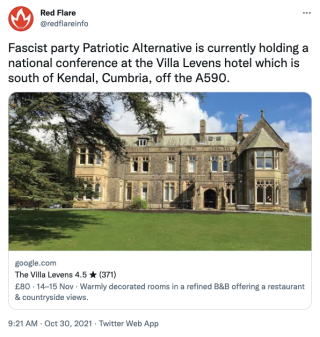 Red Flare
@redflareinfo
Fascist party Patriotic Alternative is currently holding a
national conference at the Villa Levens hotel which is
south of Kendal, Cumbria, off the A590.
google.com
The Villa Levens 4.5 ★ (371)
£80 · 14–15 Nov · Warmly decorated rooms in a refined B&B offering a restaurant
& countryside views.
9:21 AM · Oct 30, 2021 · Twitter Web App